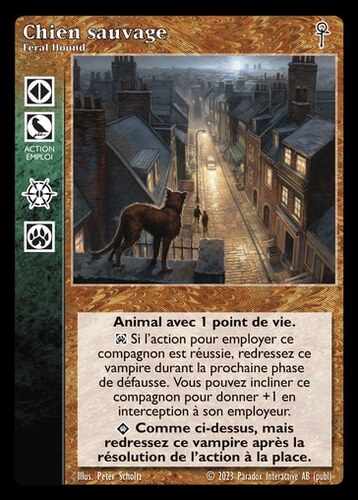 Chien sauvage
Feral Hound
ACTION
EMPLOI
Animal avec 1 point de vie.
Si l'action pour employer ce
compagnon est réussie, redressez ce
vampire durant la prochaine phase
de défausse. Vous pouvez incliner ce
compagnon pour donner +1 en
interception à son employeur.
Comme ci-dessus, mais
redressez ce vampire après la
résolution de l'action à la place.
Illus. Peter Scholtz
© 2023 Paradox Interactive AB (publ)